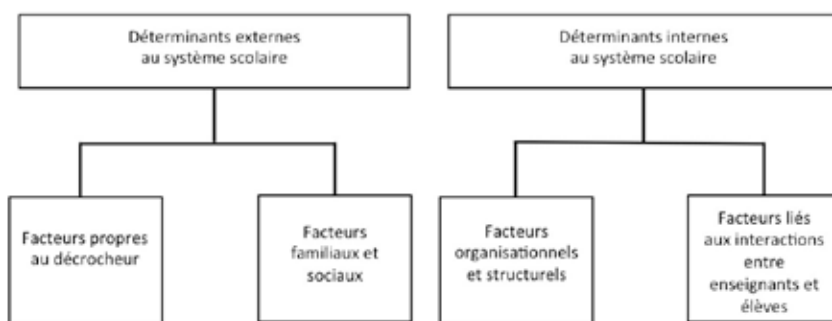 Déterminants externes
au système scolaire
Déterminants internes
au système scolaire
Facteurs propres
au décrocheur
Facteurs
familiaux et
sociaux
Facteurs
organisationnels
et structurels
Facteurs liés
aux interactions
entre
enseignants et
élèves